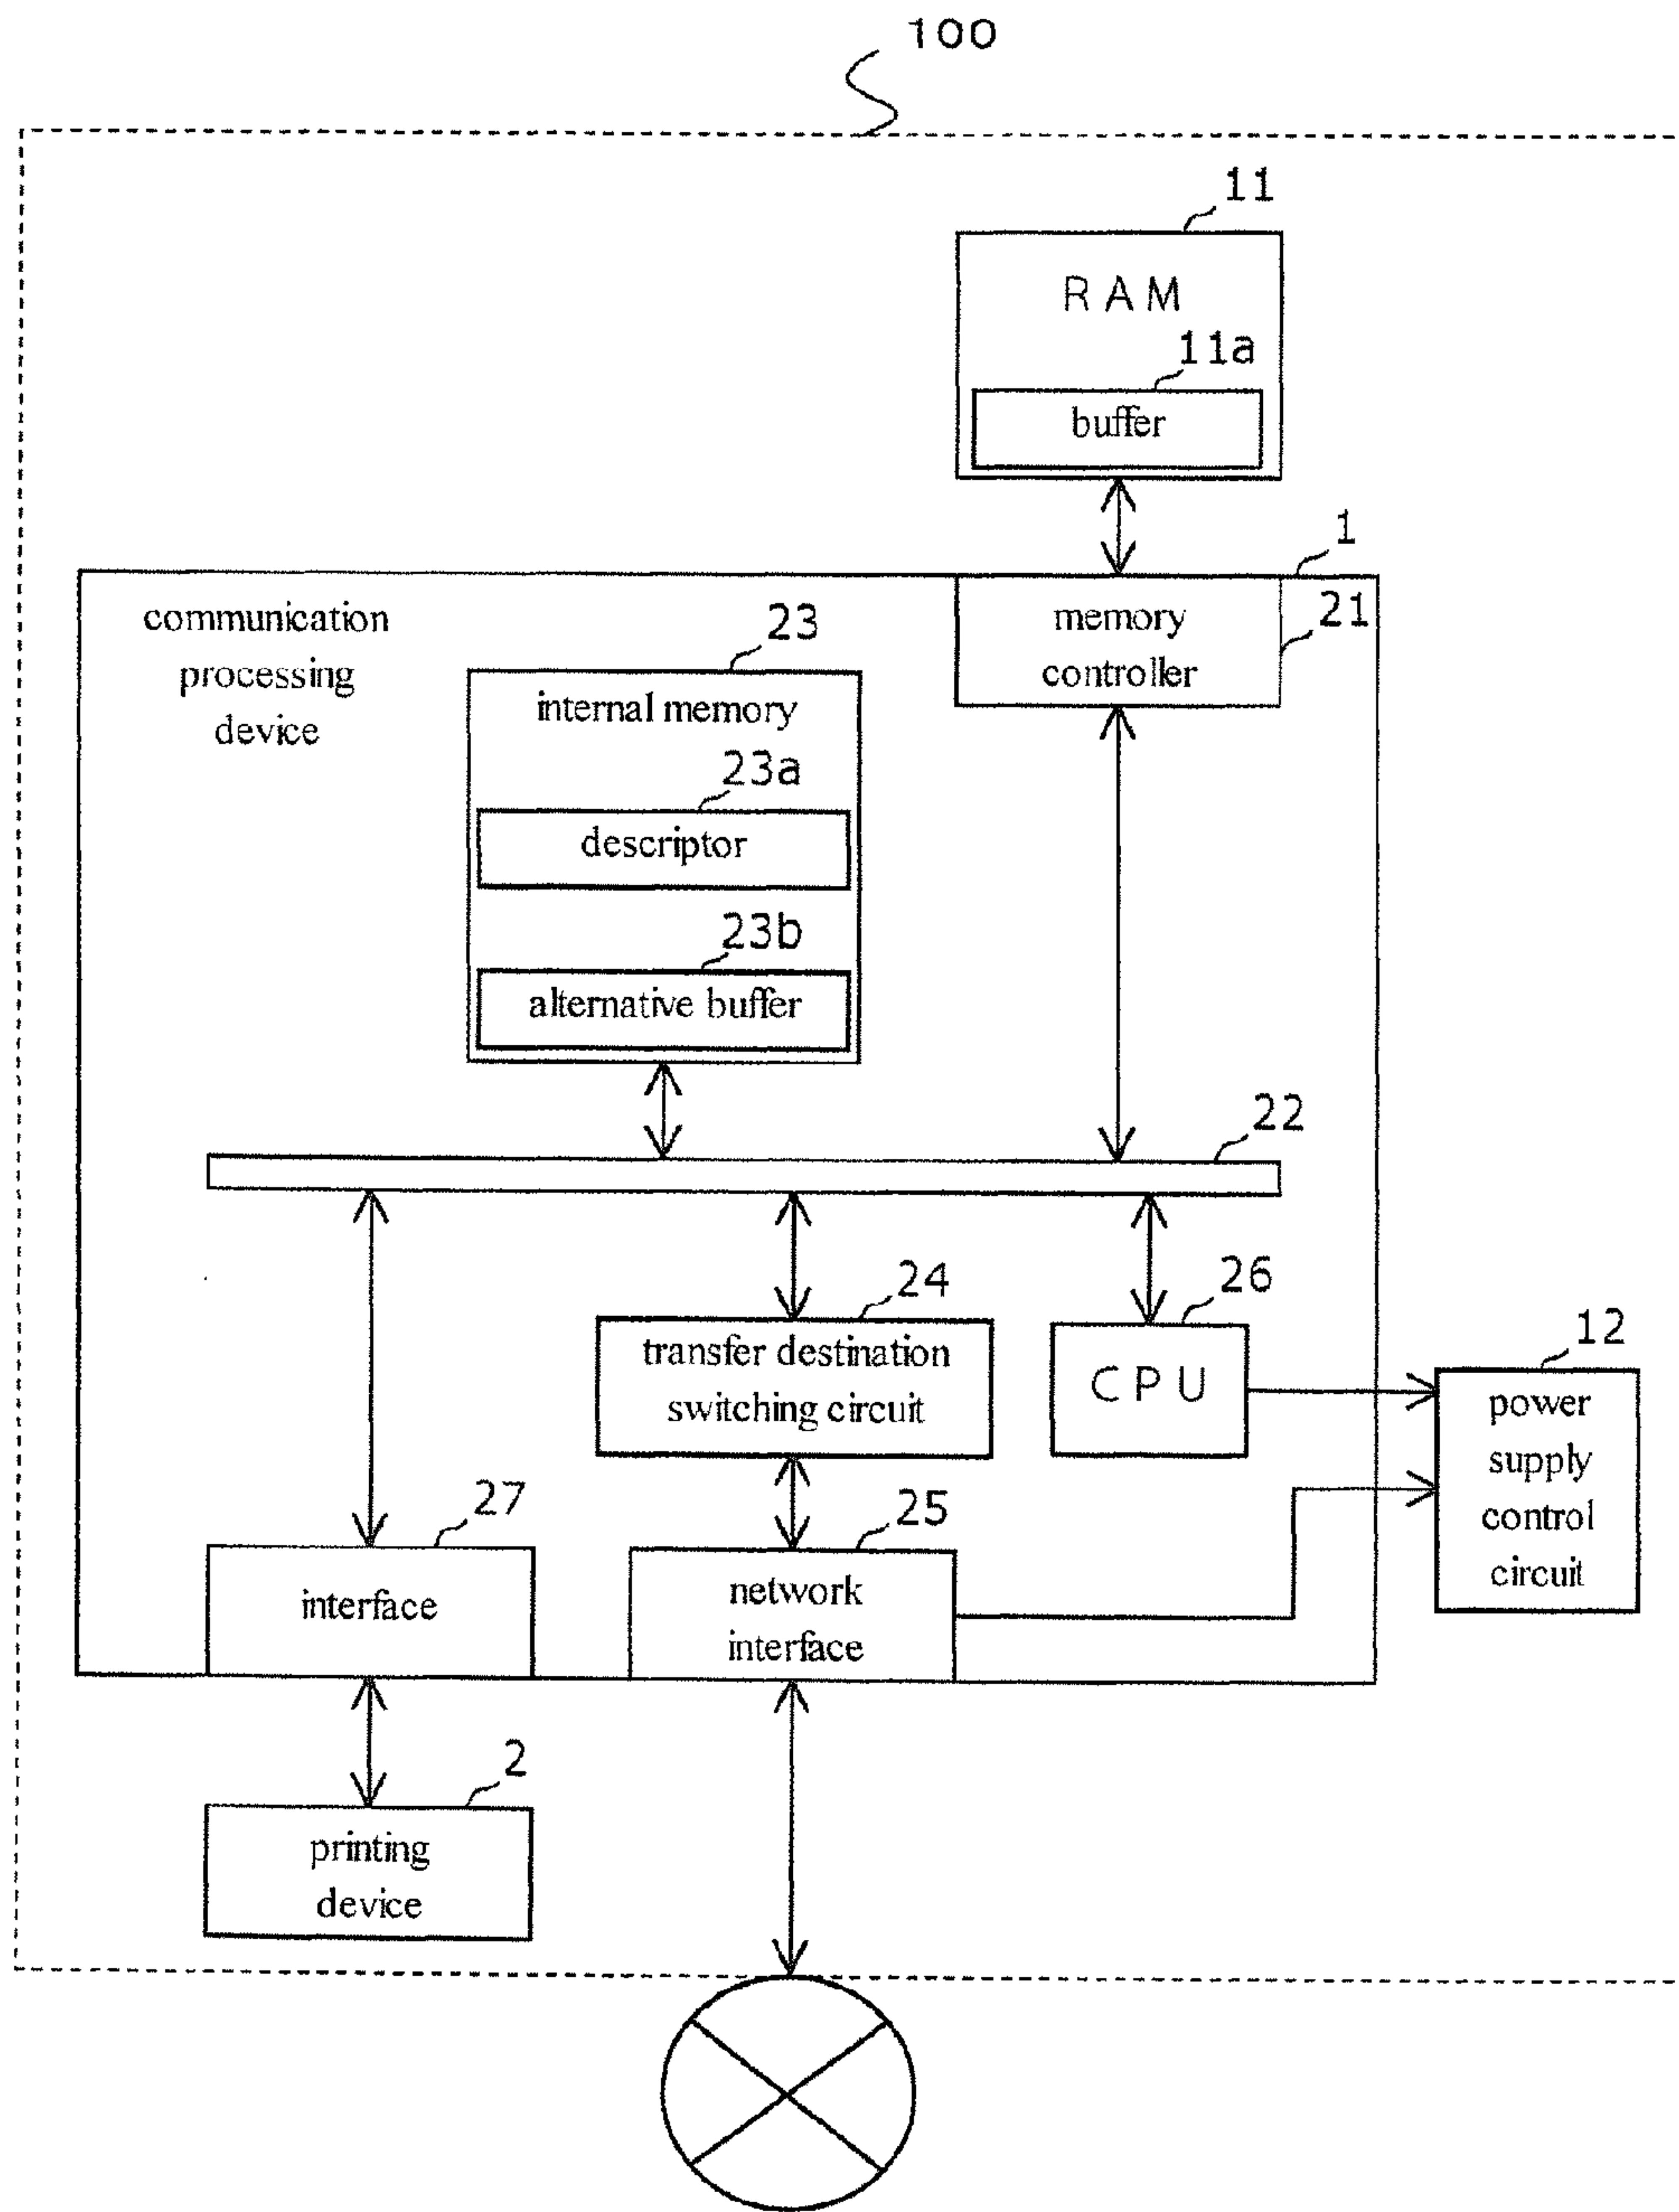 100
11
RAM
11a
buffer
1
communication
processing
device
memory
controller
21
23
internal memory
23a
descriptor
23b
alternative buffer
22
24
transfer destination
switching circuit
26
CPU
12
power
supply
control
circuit
27
interface
25
network
interface
2
printing
device